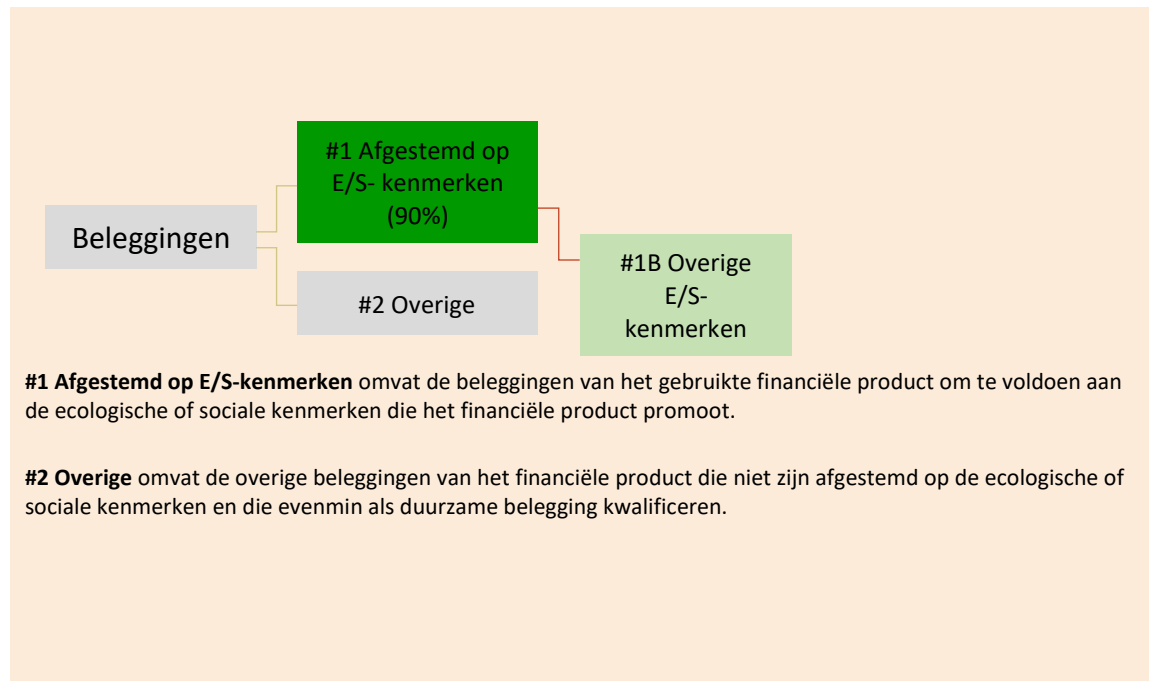 #1 Afgestemd op
E/S- kenmerken
(90%)
Beleggingen
#2 Overige
#1B Overige
E/S-
kenmerken
#1 Afgestemd op E/S-kenmerken omvat de beleggingen van het gebruikte financiële product om te voldoen aan
de ecologische of sociale kenmerken die het financiële product promoot.
#2 Overige omvat de overige beleggingen van het financiële product die niet zijn afgestemd op de ecologische of
sociale kenmerken en die evenmin als duurzame belegging kwalificeren.